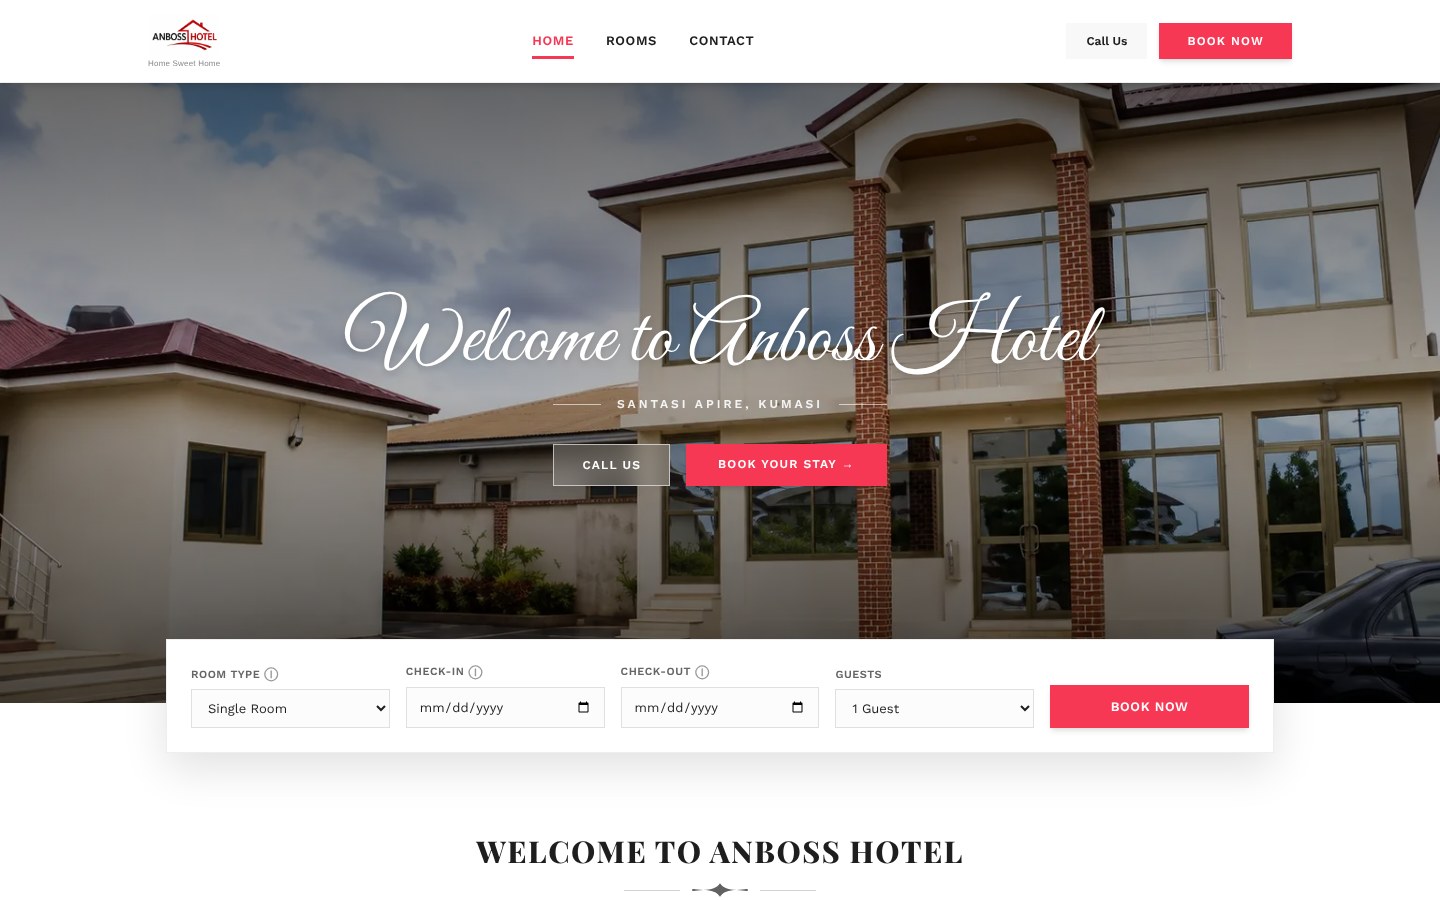 ANBOSS HOTEL
Home Sweet Home
HOME
ROOMS
CONTACT
Call Us
BOOK NOW
Welcome to Anboss Hotel
SANTASI APIRE, KUMASI
CALL US
BOOK YOUR STAY →
ROOM TYPE ⓘ
CHECK-IN ⓘ
CHECK-OUT ⓘ
GUESTS
Single Room
mm/dd/yyyy
mm/dd/yyyy
1 Guest
BOOK NOW
WELCOME TO ANBOSS HOTEL